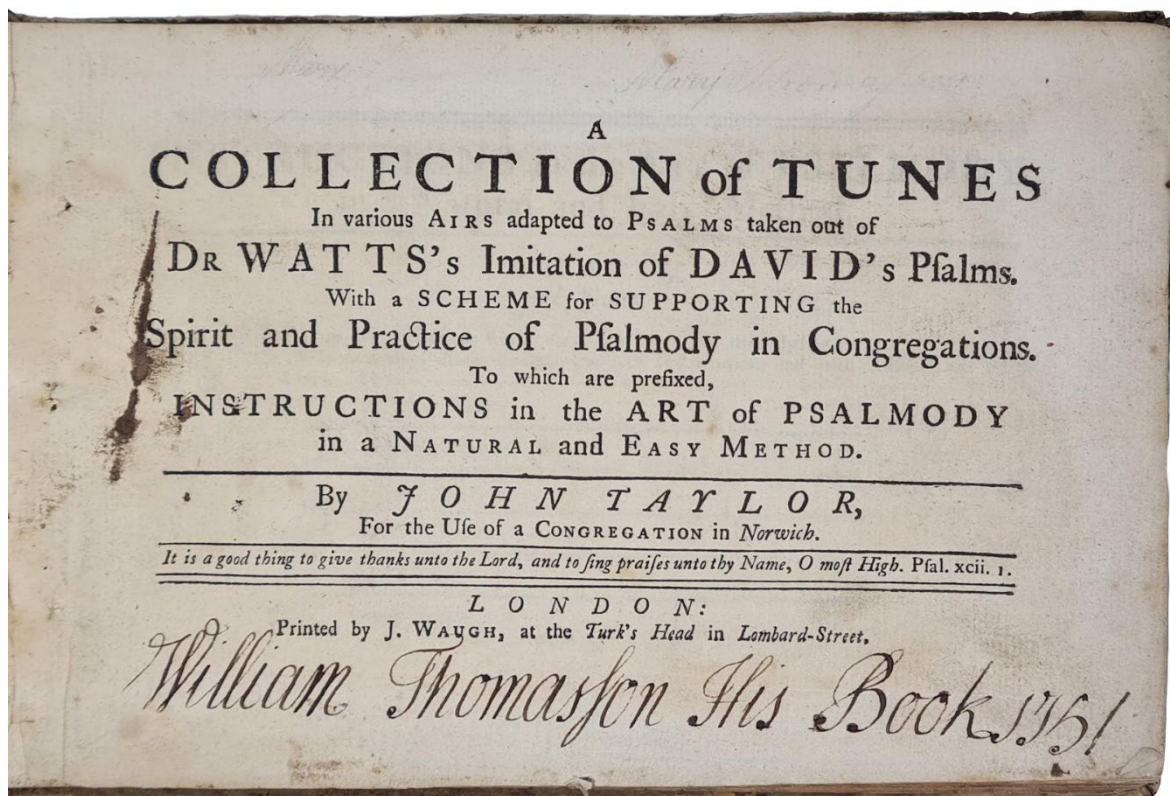 Mary
A
COLLECTION of TUNES
In various AIRS adapted to PSALMS taken out of
DR WATTS's Imitation of DAVID's Pſalms.
With a SCHEME for SUPPORTING the
Spirit and Practice of Pſalmody in Congregations.
To which are prefixed,
INSTRUCTIONS in the ART of PSALMODY
in a NATURAL and EASY METHOD.
By JOHN TAYLOR,
For the Uſe of a CONGREGATION in Norwich.
It is a good thing to give thanks unto the Lord, and to ſing praiſes unto thy Name, O moſt High. Pſal. xcii. 1.
LONDON:
Printed by J. WAUGH, at the Turk's Head in Lombard-Street.
William Thomaſson His Book 1751